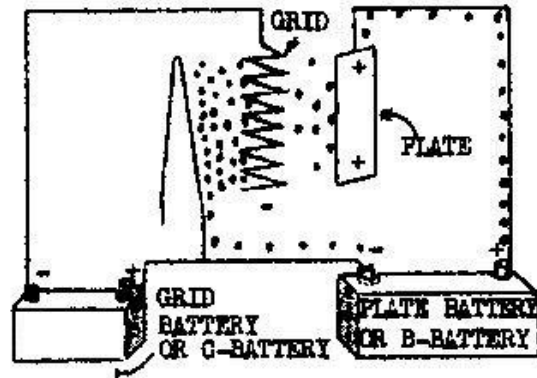 GRID
PLATE
GRID
BATTERY
OR C-BATTERY
PLATE BATTERY
OR B-BATTERY